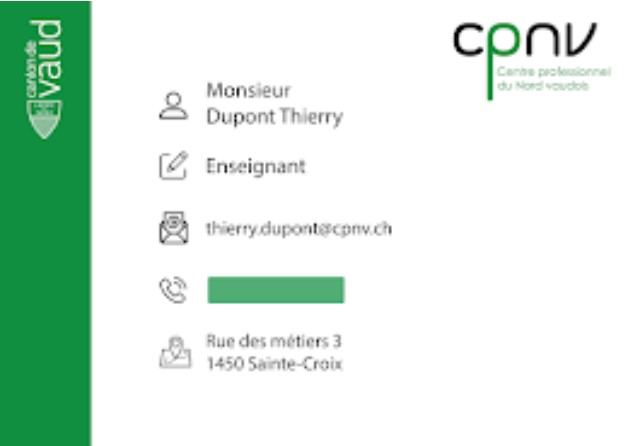 canton de
vaud
cpnv
Centre professionnel
du Nord vaudois
Monsieur
Dupont Thierry
Enseignant
thierry.dupont@cpnv.ch
Rue des métiers 3
1450 Sainte-Croix